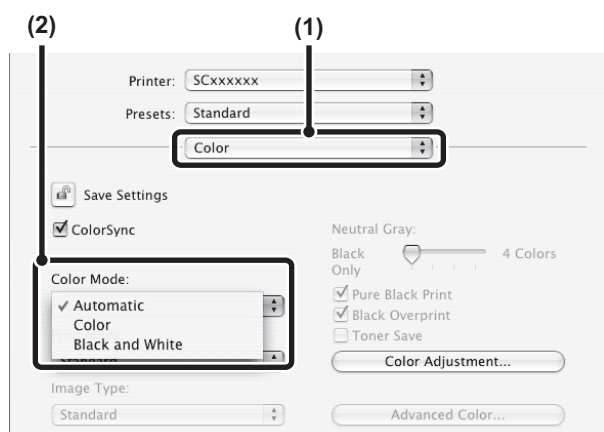 (2) (1)
Printer: SCxxxxxx
Presets: Standard
Color
Save Settings
ColorSync
Neutral Gray:
Black Only 4 Colors
Color Mode:
Automatic
Color
Black and White
Pure Black Print
Black Overprint
Toner Save
Standard
Color Adjustment...
Image Type:
Standard
Advanced Color...